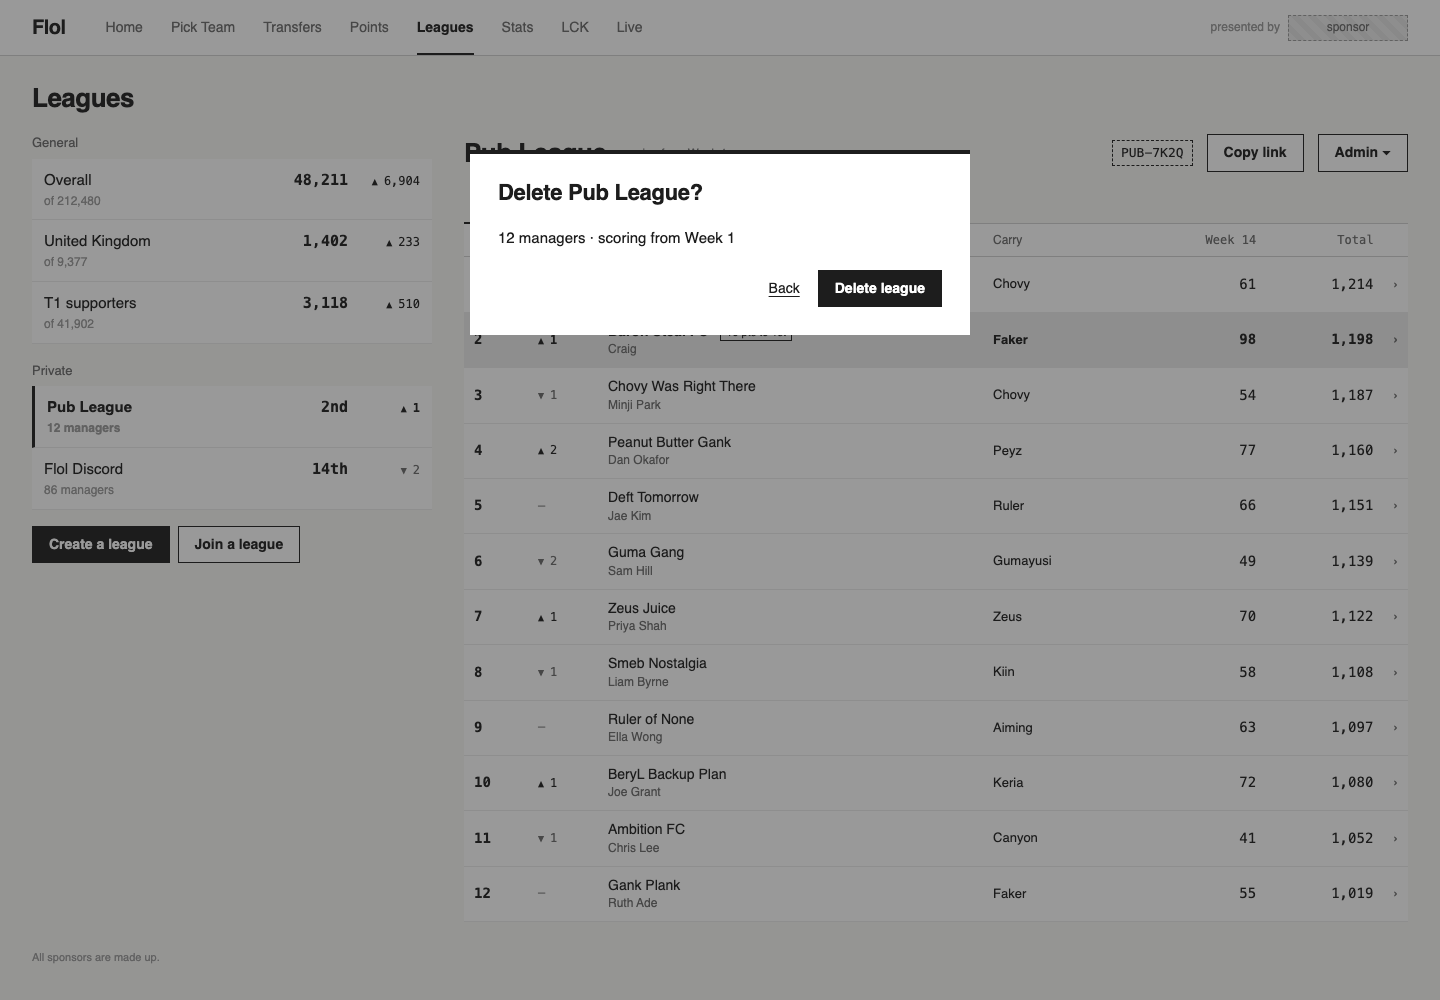 Flol Home Pick Team Transfers Points Leagues Stats LCK Live presented by sponsor
Leagues
General
Overall 48,211 ▲ 6,904
of 212,480
United Kingdom 1,402 ▲ 233
of 9,377
T1 supporters 3,118 ▲ 510
of 41,902
Private
Pub League 2nd ▲ 1
12 managers
Flol Discord 14th ▼ 2
86 managers
Create a league Join a league
Pub League PUB-7K2Q Copy link Admin
Delete Pub League?
12 managers · scoring from Week 1
Back Delete league
Carry Week 14 Total
Chovy 61 1,214 ›
2 ▲ 1 Faker 98 1,198 ›
Craig
3 ▼ 1 Chovy Was Right There Chovy 54 1,187 ›
Minji Park
4 ▲ 2 Peanut Butter Gank Peyz 77 1,160 ›
Dan Okafor
5 – Deft Tomorrow Ruler 66 1,151 ›
Jae Kim
6 ▼ 2 Guma Gang Gumayusi 49 1,139 ›
Sam Hill
7 ▲ 1 Zeus Juice Zeus 70 1,122 ›
Priya Shah
8 ▼ 1 Smeb Nostalgia Kiin 58 1,108 ›
Liam Byrne
9 – Ruler of None Aiming 63 1,097 ›
Ella Wong
10 ▲ 1 BeryL Backup Plan Keria 72 1,080 ›
Joe Grant
11 ▼ 1 Ambition FC Canyon 41 1,052 ›
Chris Lee
12 – Gank Plank Faker 55 1,019 ›
Ruth Ade
All sponsors are made up.